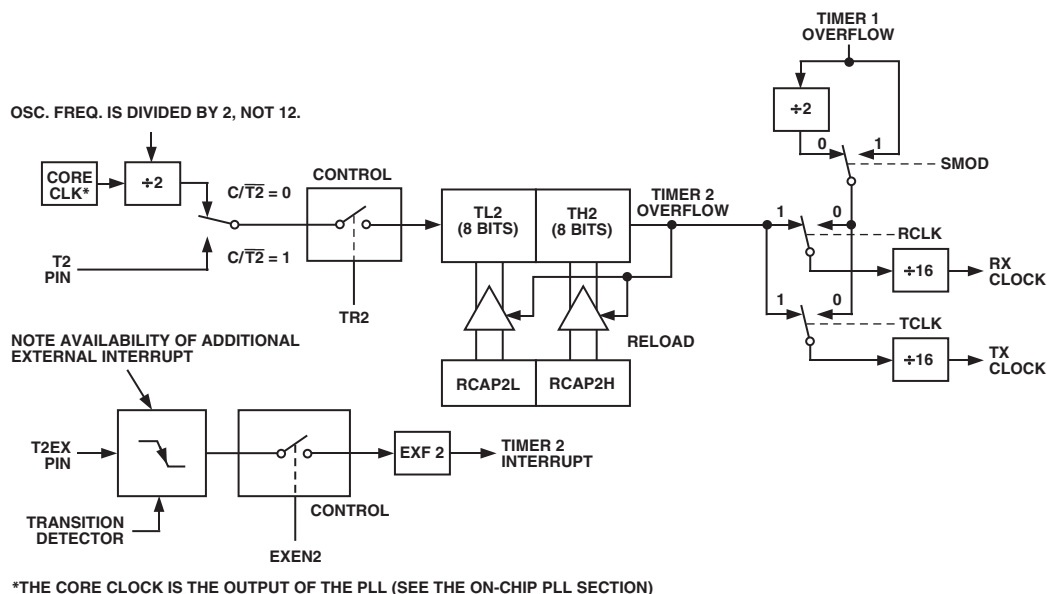 TIMER 1
OVERFLOW
OSC. FREQ. IS DIVIDED BY 2, NOT 12.
÷2
0
1
SMOD
CORE
CLK*
÷2
C/T2̅ = 0
CONTROL
TL2
(8 BITS)
TH2
(8 BITS)
TIMER 2
OVERFLOW
1
0
RCLK
T2
PIN
C/T2̅ = 1
÷16
RX
CLOCK
TR2
1
0
TCLK
RELOAD
NOTE AVAILABILITY OF ADDITIONAL
EXTERNAL INTERRUPT
÷16
TX
CLOCK
RCAP2L
RCAP2H
T2EX
PIN
EXF 2
TIMER 2
INTERRUPT
CONTROL
TRANSITION
DETECTOR
EXEN2
*THE CORE CLOCK IS THE OUTPUT OF THE PLL (SEE THE ON-CHIP PLL SECTION)